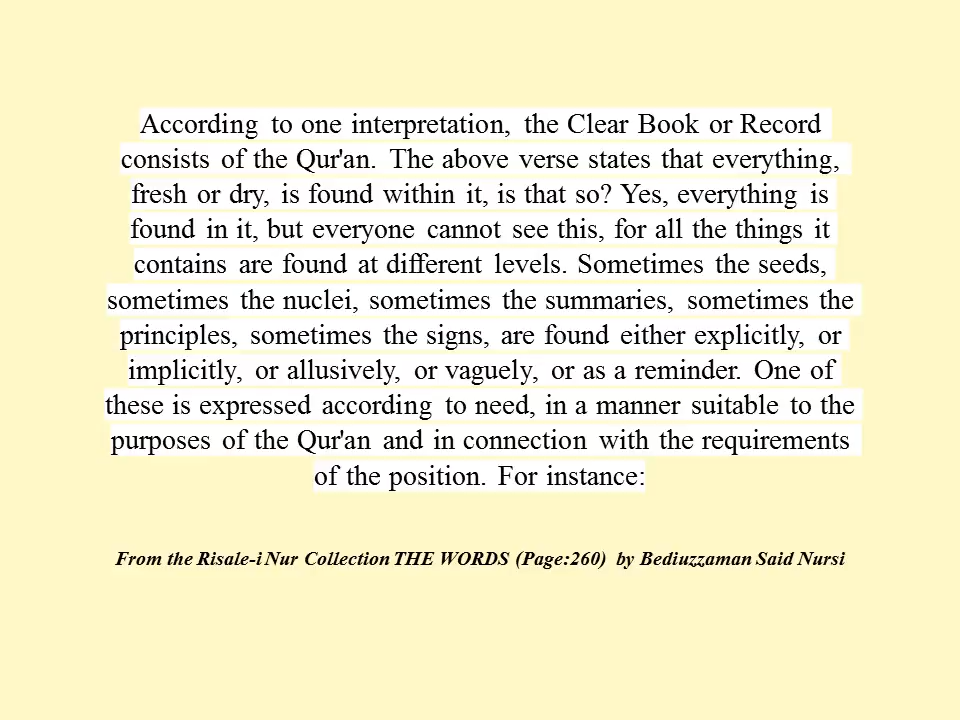 According to one interpretation, the Clear Book or Record
consists of the Qur'an. The above verse states that everything,
fresh or dry, is found within it, is that so? Yes, everything is
found in it, but everyone cannot see this, for all the things it
contains are found at different levels. Sometimes the seeds,
sometimes the nuclei, sometimes the summaries, sometimes the
principles, sometimes the signs, are found either explicitly, or
implicitly, or allusively, or vaguely, or as a reminder. One of
these is expressed according to need, in a manner suitable to the
purposes of the Qur'an and in connection with the requirements
of the position. For instance:
From the Risale-i Nur Collection THE WORDS (Page:260) by Bediuzzaman Said Nursi